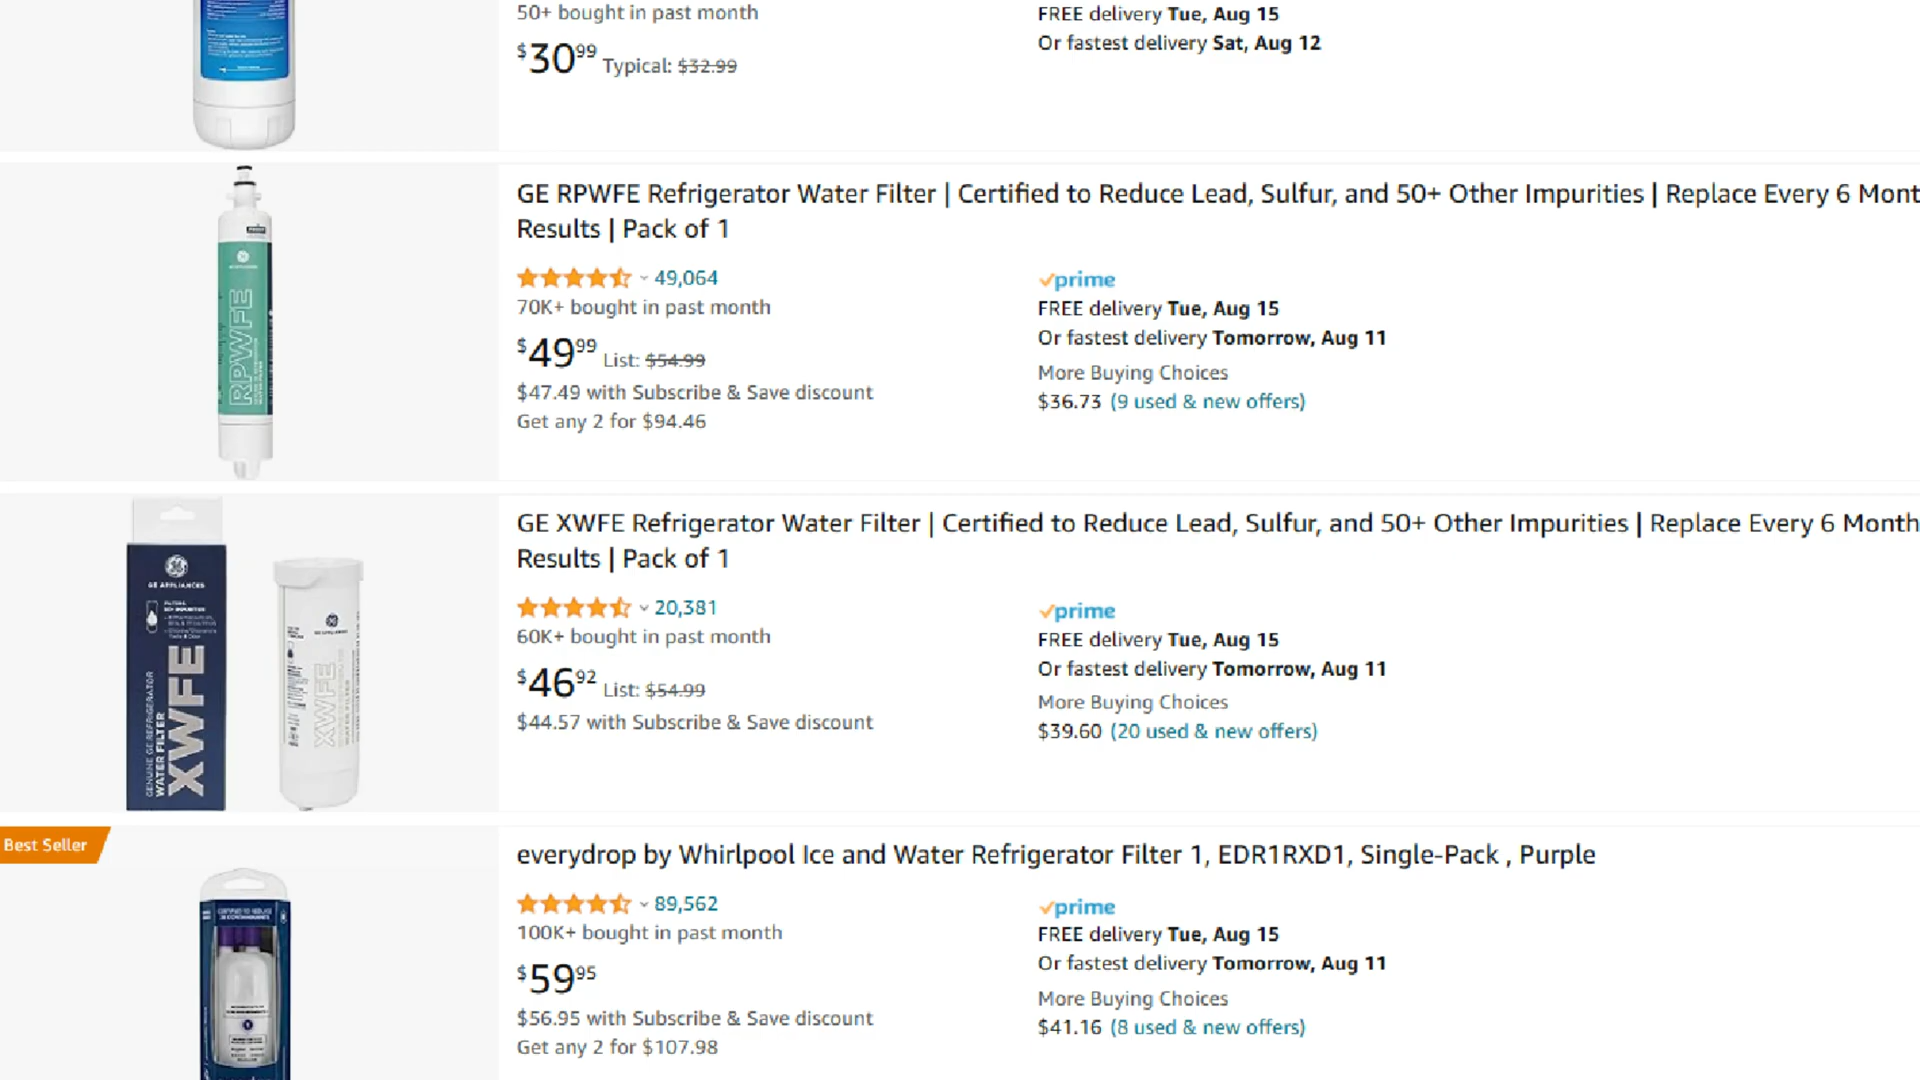 50+ bought in past month
$30.99 Typical: $32.99
FREE delivery Tue, Aug 15
Or fastest delivery Sat, Aug 12
GE RPWFE Refrigerator Water Filter | Certified to Reduce Lead, Sulfur, and 50+ Other Impurities | Replace Every 6 Mont
Results | Pack of 1
49,064
70K+ bought in past month
$49.99 List: $54.99
$47.49 with Subscribe & Save discount
Get any 2 for $94.46
prime
FREE delivery Tue, Aug 15
Or fastest delivery Tomorrow, Aug 11
More Buying Choices
$36.73 (9 used & new offers)
RPWFE
GE XWFE Refrigerator Water Filter | Certified to Reduce Lead, Sulfur, and 50+ Other Impurities | Replace Every 6 Month
Results | Pack of 1
20,381
60K+ bought in past month
$46.92 List: $54.99
$44.57 with Subscribe & Save discount
prime
FREE delivery Tue, Aug 15
Or fastest delivery Tomorrow, Aug 11
More Buying Choices
$39.60 (20 used & new offers)
GE APPLIANCES
GENUINE GE REFRIGERATOR
WATER FILTER
XWFE
GE APPLIANCES
XWFE
Best Seller
everydrop by Whirlpool Ice and Water Refrigerator Filter 1, EDR1RXD1, Single-Pack , Purple
89,562
100K+ bought in past month
$59.95
$56.95 with Subscribe & Save discount
Get any 2 for $107.98
prime
FREE delivery Tue, Aug 15
Or fastest delivery Tomorrow, Aug 11
More Buying Choices
$41.16 (8 used & new offers)